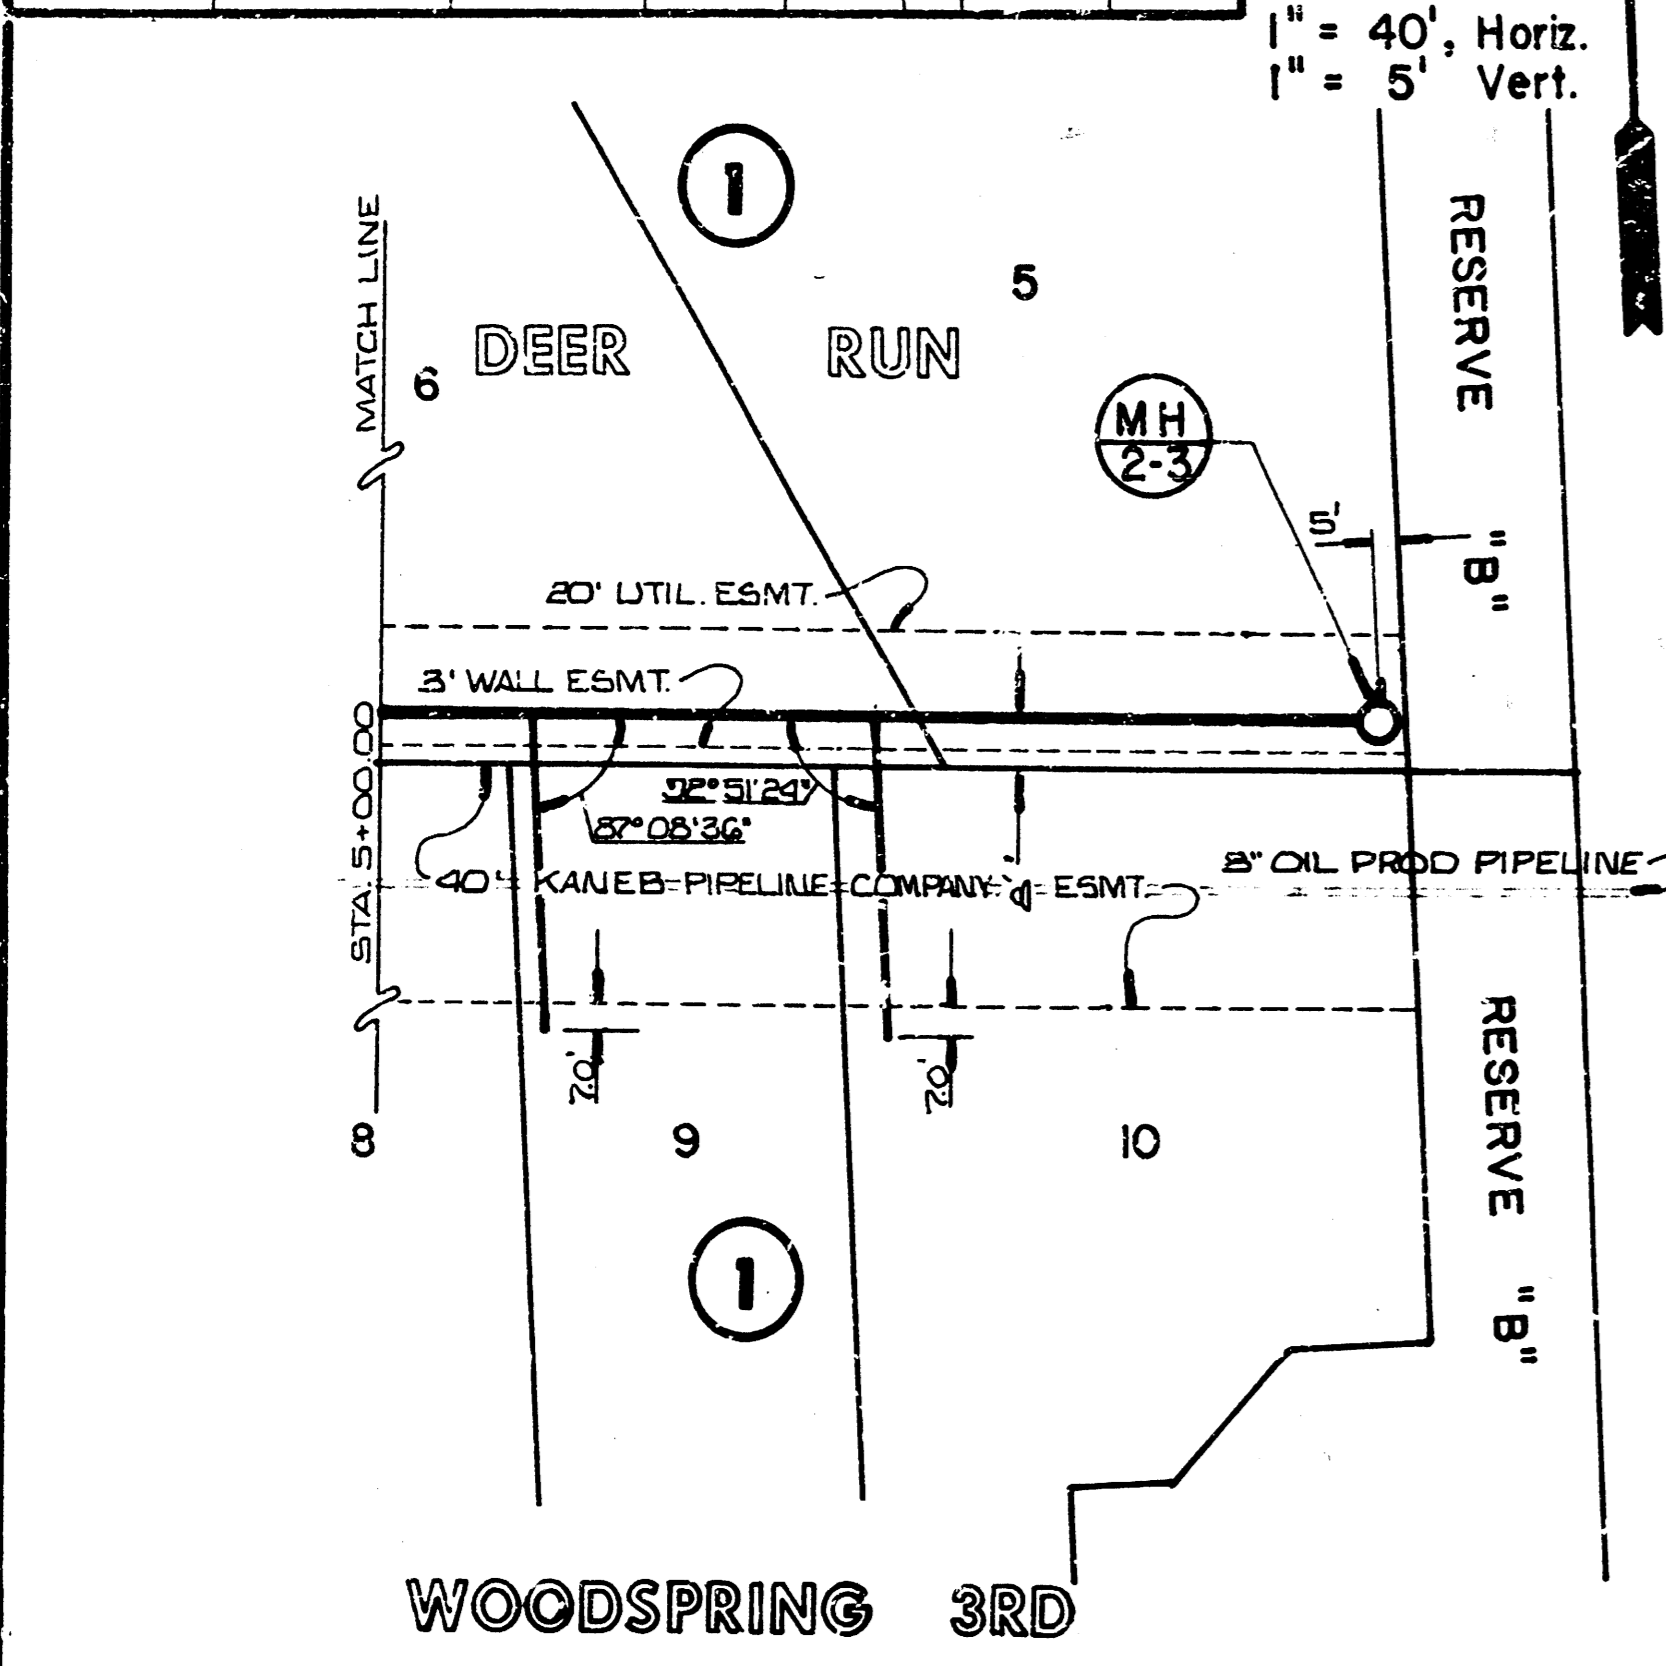 1" = 40', Horiz.
1" = 5' Vert.
1
5
MATCH LINE
DEER RUN
6
RESERVE "B"
MH
2-3
5'
20' UTIL. ESMT.
3' WALL ESMT.
STA. 5+00.00
92° 51' 24"
87° 08' 36"
8" OIL PROD PIPELINE
40' KANEB PIPELINE COMPANY ESMT.
7.0'
7.0'
8
9
10
RESERVE "B"
1
WOODSPRING 3RD